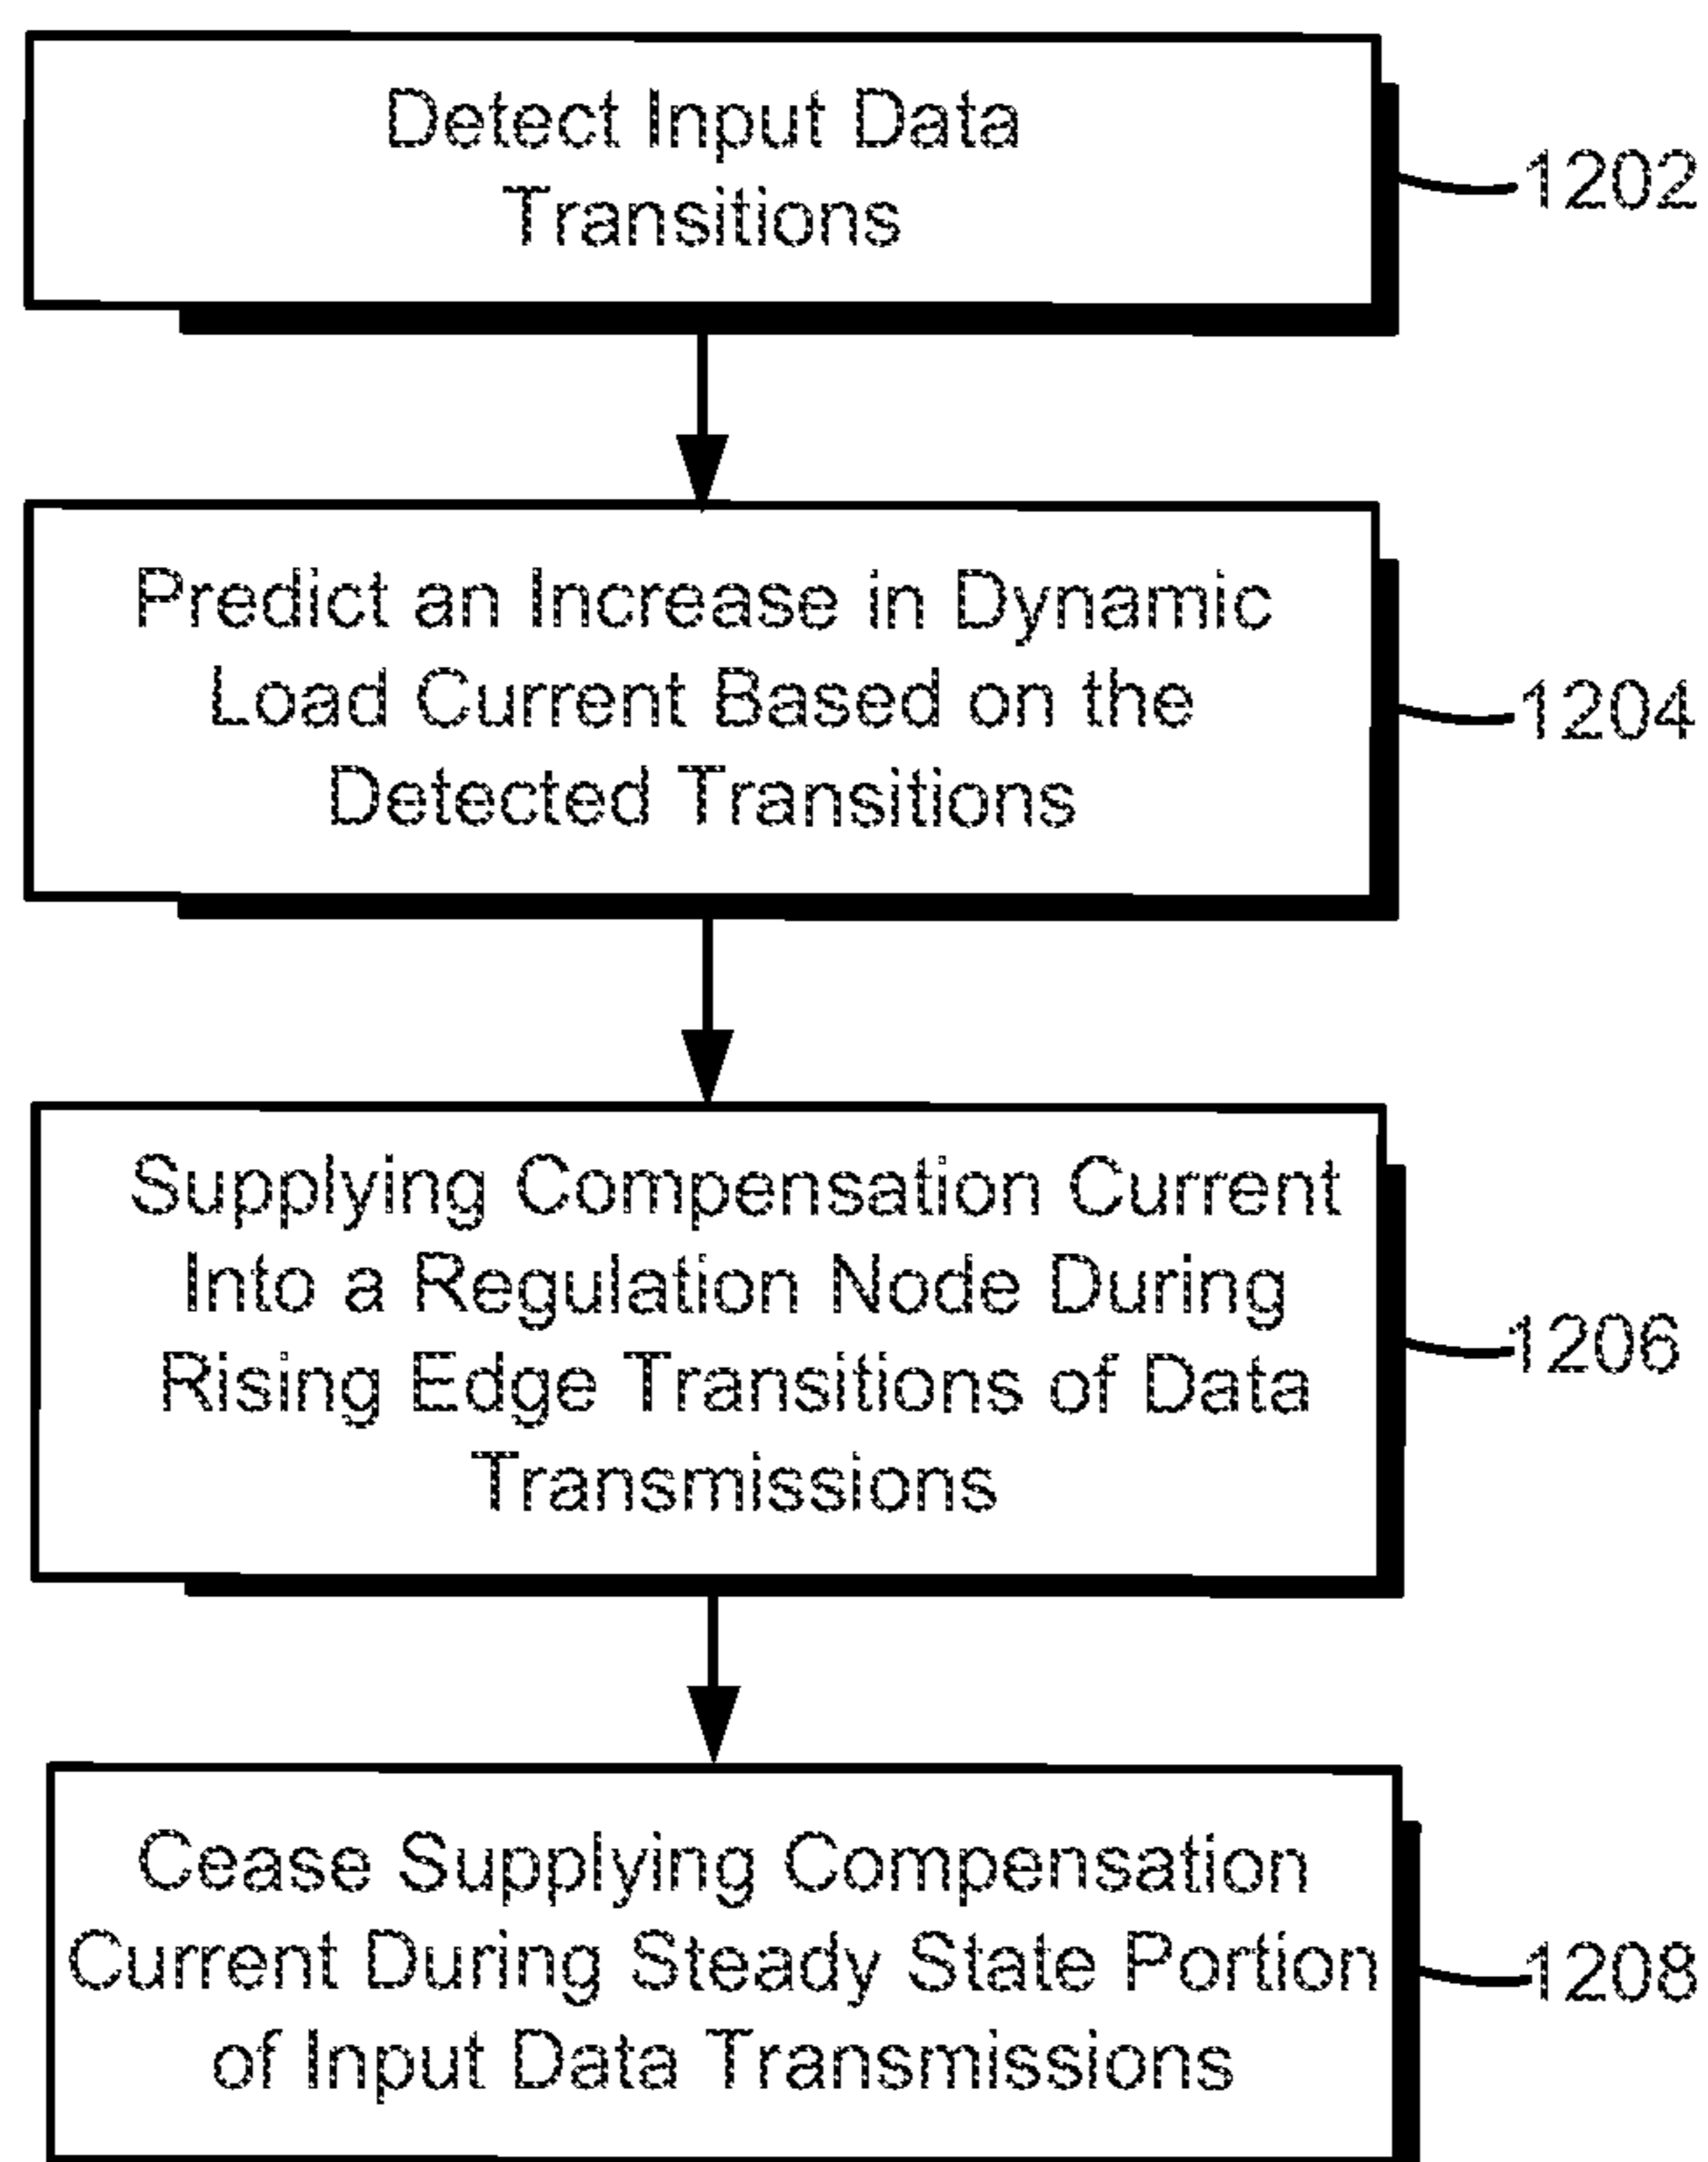 Detect Input Data
Transitions
1202
Predict an Increase in Dynamic
Load Current Based on the
Detected Transitions
1204
Supplying Compensation Current
Into a Regulation Node During
Rising Edge Transitions of Data
Transmissions
1206
Cease Supplying Compensation
Current During Steady State Portion
of Input Data Transmissions
1208